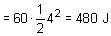 = 60 · 1/2 4² = 480 J